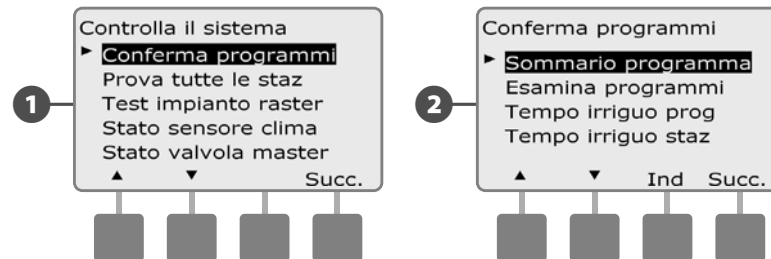 Controlla il sistema
► Conferma programmi
Prova tutte le staz
Test impianto raster
Stato sensore clima
Stato valvola master
▲ ▼ Succ.
1
Conferma programmi
► Sommario programma
Esamina programmi
Tempo irriguo prog
Tempo irriguo staz
▲ ▼ Ind Succ.
2